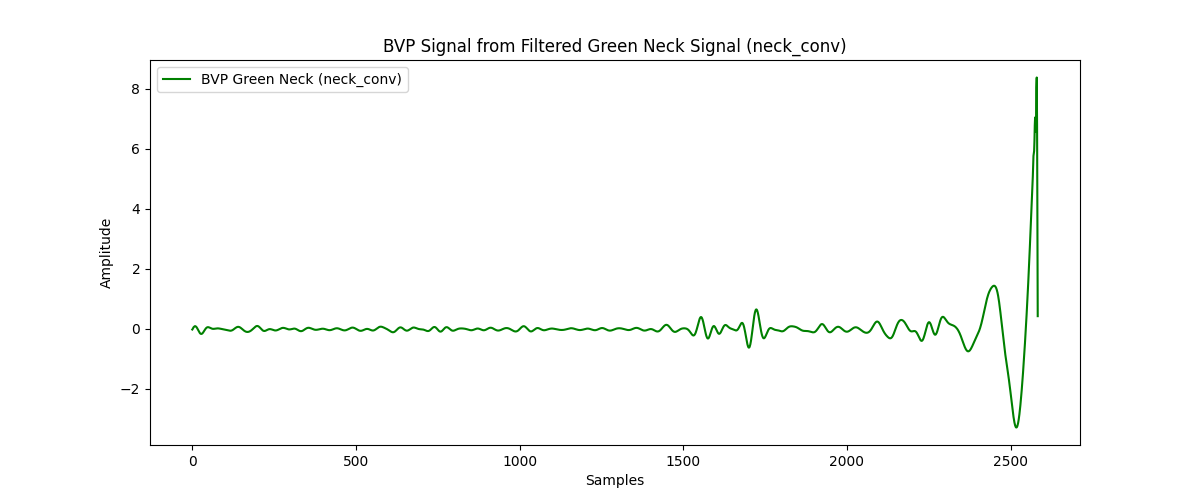 BVP Signal from Filtered Green Neck Signal (neck_conv)
BVP Green Neck (neck_conv)
8
6
4
2
0
−2
Amplitude
0 500 1000 1500 2000 2500
Samples